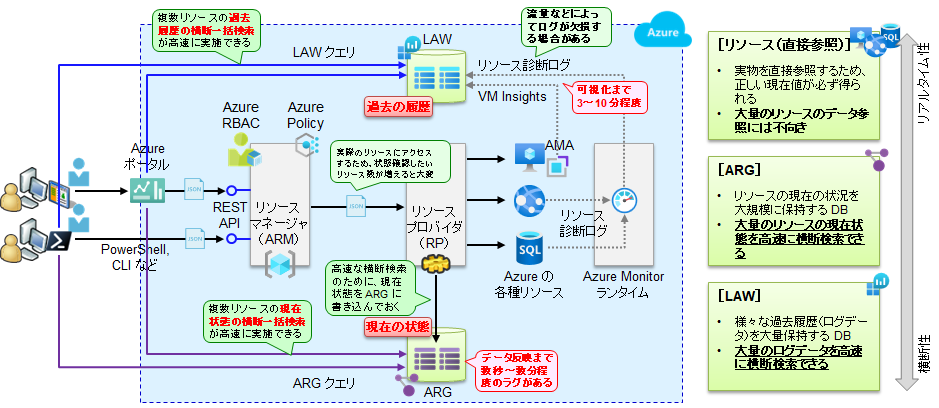 複数リソースの過去
履歴の横断一括検索
が高速に実施できる
LAW クエリ
LAW
流量などによっ
てログが欠損す
る場合がある
Azure
リソース診断ログ
VM Insights
過去の履歴
可視化まで
3～10 分程度
Azure
RBAC
Azure
Policy
Azure
ポータル
実際のリソースにアクセス
するため、状態確認したい
リソース数が増えると大変
AMA
JSON
REST
API
リソース
マネージャ
（ARM）
JSON
リソース
プロバイダ
（RP）
リソース
診断ログ
JSON
PowerShell,
CLI など
SQL
Azure の
各種リソース
Azure Monitor
ランタイム
高速な横断検索
のために、現在
状態を ARG に
書き込んでおく
複数リソースの現在
状態の横断一括検索
が高速に実施できる
現在の状態
データ反映まで
数秒～数分程
度のラグがある
ARG クエリ
ARG
[リソース（直接参照）]
SQL
• 実物を直接参照するため、
正しい現在値が必ず得ら
れる
• 大量のリソースのデータ参
照には不向き
[ARG]
• リソースの現在の状況を
大規模に保持する DB
• 大量のリソースの現在状
態を高速に横断検索でき
る
[LAW]
• 様々な過去履歴（ログデー
タ）を大量保持する DB
• 大量のログデータを高速
に横断検索できる
リアルタイム性
横断性